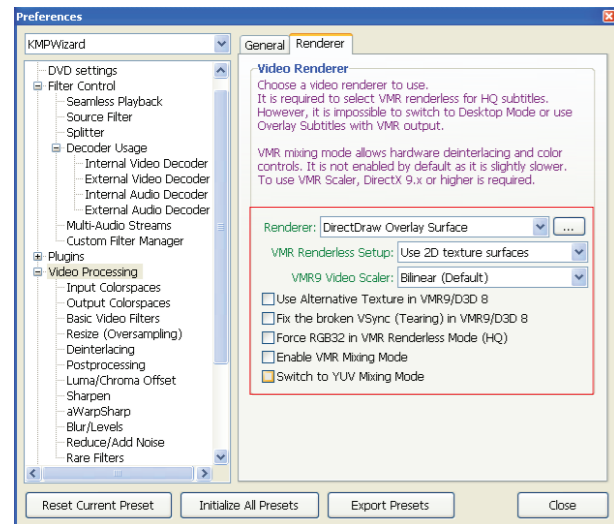 Preferences
KMPWizard
DVD settings
Filter Control
Seamless Playback
Source Filter
Splitter
Decoder Usage
Internal Video Decoder
External Video Decoder
Internal Audio Decoder
External Audio Decoder
Multi-Audio Streams
Custom Filter Manager
Plugins
Video Processing
Input Colorspaces
Output Colorspaces
Basic Video Filters
Resize (Oversampling)
Deinterlacing
Postprocessing
Luma/Chroma Offset
Sharpen
aWarpSharp
Blur/Levels
Reduce/Add Noise
Rare Filters
General Renderer
Video Renderer
Choose a video renderer to use.
It is required to select VMR renderless for HQ subtitles.
However, it is impossible to switch to Desktop Mode or use
Overlay Subtitles with VMR output.
VMR mixing mode allows hardware deinterlacing and color
controls. It is not enabled by default as it is slightly slower.
To use VMR Scaler, DirectX 9.x or higher is required.
Renderer: DirectDraw Overlay Surface ...
VMR Renderless Setup: Use 2D texture surfaces
VMR9 Video Scaler: Bilinear (Default)
Use Alternative Texture in VMR9/D3D 8
Fix the broken VSync (Tearing) in VMR9/D3D 8
Force RGB32 in VMR Renderless Mode (HQ)
Enable VMR Mixing Mode
Switch to YUV Mixing Mode
Reset Current Preset Initialize All Presets Export Presets Close